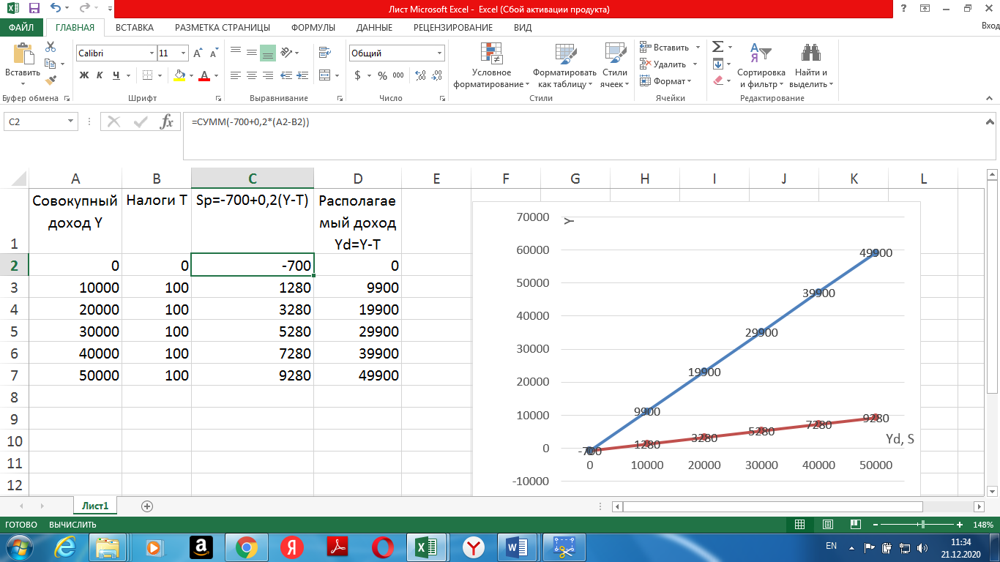 Лист Microsoft Excel - Excel (Сбой активации продукта)
ФАЙЛ ГЛАВНАЯ ВСТАВКА РАЗМЕТКА СТРАНИЦЫ ФОРМУЛЫ ДАННЫЕ РЕЦЕНЗИРОВАНИЕ ВИД Вход
Вставить
Calibri 11
Ж К Ч
Общий
$ % 000
Условное
форматирование
Форматировать
как таблицу
Стили
ячеек
Вставить
Удалить
Формат
Сортировка
и фильтр
Найти и
выделить
Буфер обмена Шрифт Выравнивание Число Стили Ячейки Редактирование
C2 fx =СУММ(-700+0,2*(A2-B2))
A B C D E F G H I J K L
1 Совокупный
доход Y
Налоги T
Sp=-700+0,2(Y-T)
Располагае
мый доход
Yd=Y-T
2 0 0 -700 0
3 10000 100 1280 9900
4 20000 100 3280 19900
5 30000 100 5280 29900
6 40000 100 7280 39900
7 50000 100 9280 49900
8
9
10
11
12
Y
70000
60000
50000
40000
30000
20000
10000
0
-10000
49900
39900
29900
19900
9900
-700 1280 3280 5280 7280 9280
Yd, S
0 10000 20000 30000 40000 50000
Лист1
ГОТОВО ВЫЧИСЛИТЬ 148%
EN 11:34
21.12.2020